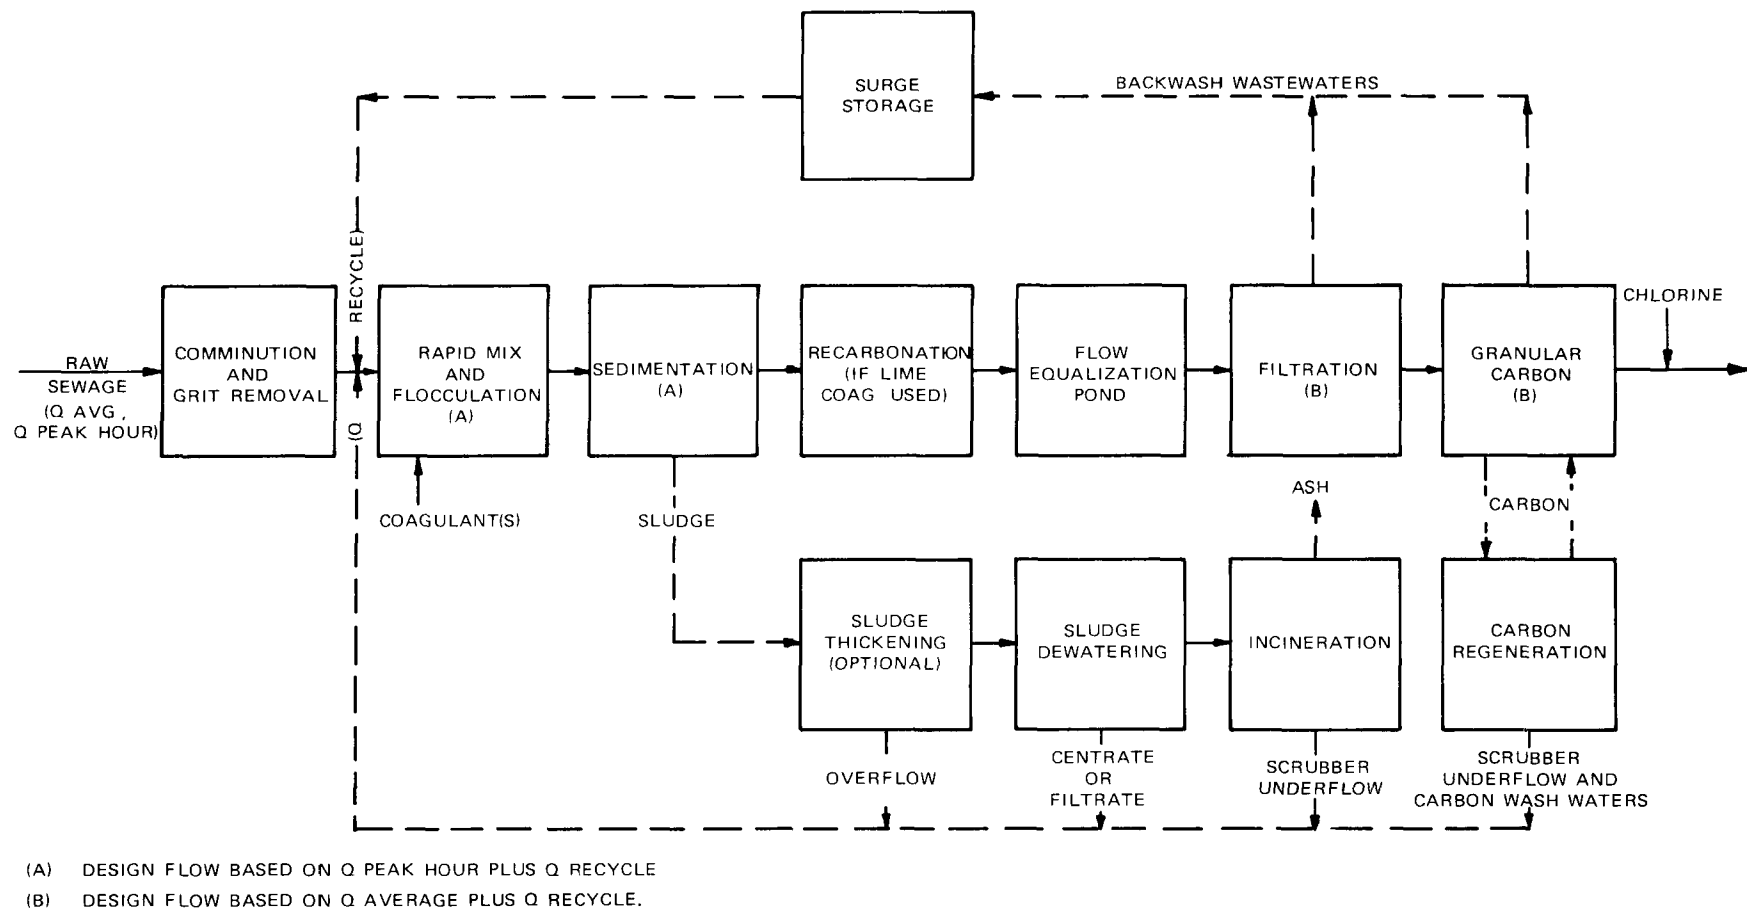 SURGE
STORAGE
BACKWASH WASTEWATERS
(Q RECYCLE)
RAW
SEWAGE
(Q AVG,
Q PEAK HOUR)
COMMINUTION
AND
GRIT REMOVAL
RAPID MIX
AND
FLOCCULATION
(A)
COAGULANT(S)
SEDIMENTATION
(A)
SLUDGE
RECARBONATION
(IF LIME
COAG USED)
FLOW
EQUALIZATION
POND
FILTRATION
(B)
GRANULAR
CARBON
(B)
CHLORINE
ASH
CARBON
SLUDGE
THICKENING
(OPTIONAL)
SLUDGE
DEWATERING
INCINERATION
CARBON
REGENERATION
OVERFLOW
CENTRATE
OR
FILTRATE
SCRUBBER
UNDERFLOW
SCRUBBER
UNDERFLOW AND
CARBON WASH WATERS
(A) DESIGN FLOW BASED ON Q PEAK HOUR PLUS Q RECYCLE
(B) DESIGN FLOW BASED ON Q AVERAGE PLUS Q RECYCLE.